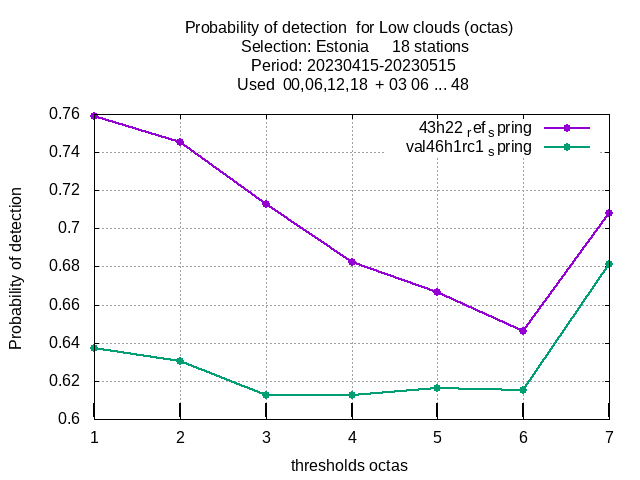 Probability of detection  for Low clouds (octas)
Selection: Estonia     18 stations
Period: 20230415-20230515
Used  00,06,12,18  + 03 06 ... 48
43h22 ref spring
val46h1rc1 spring
0.76
0.74
0.72
0.7
0.68
0.66
0.64
0.62
0.6
Probability of detection
1 2 3 4 5 6 7
thresholds octas